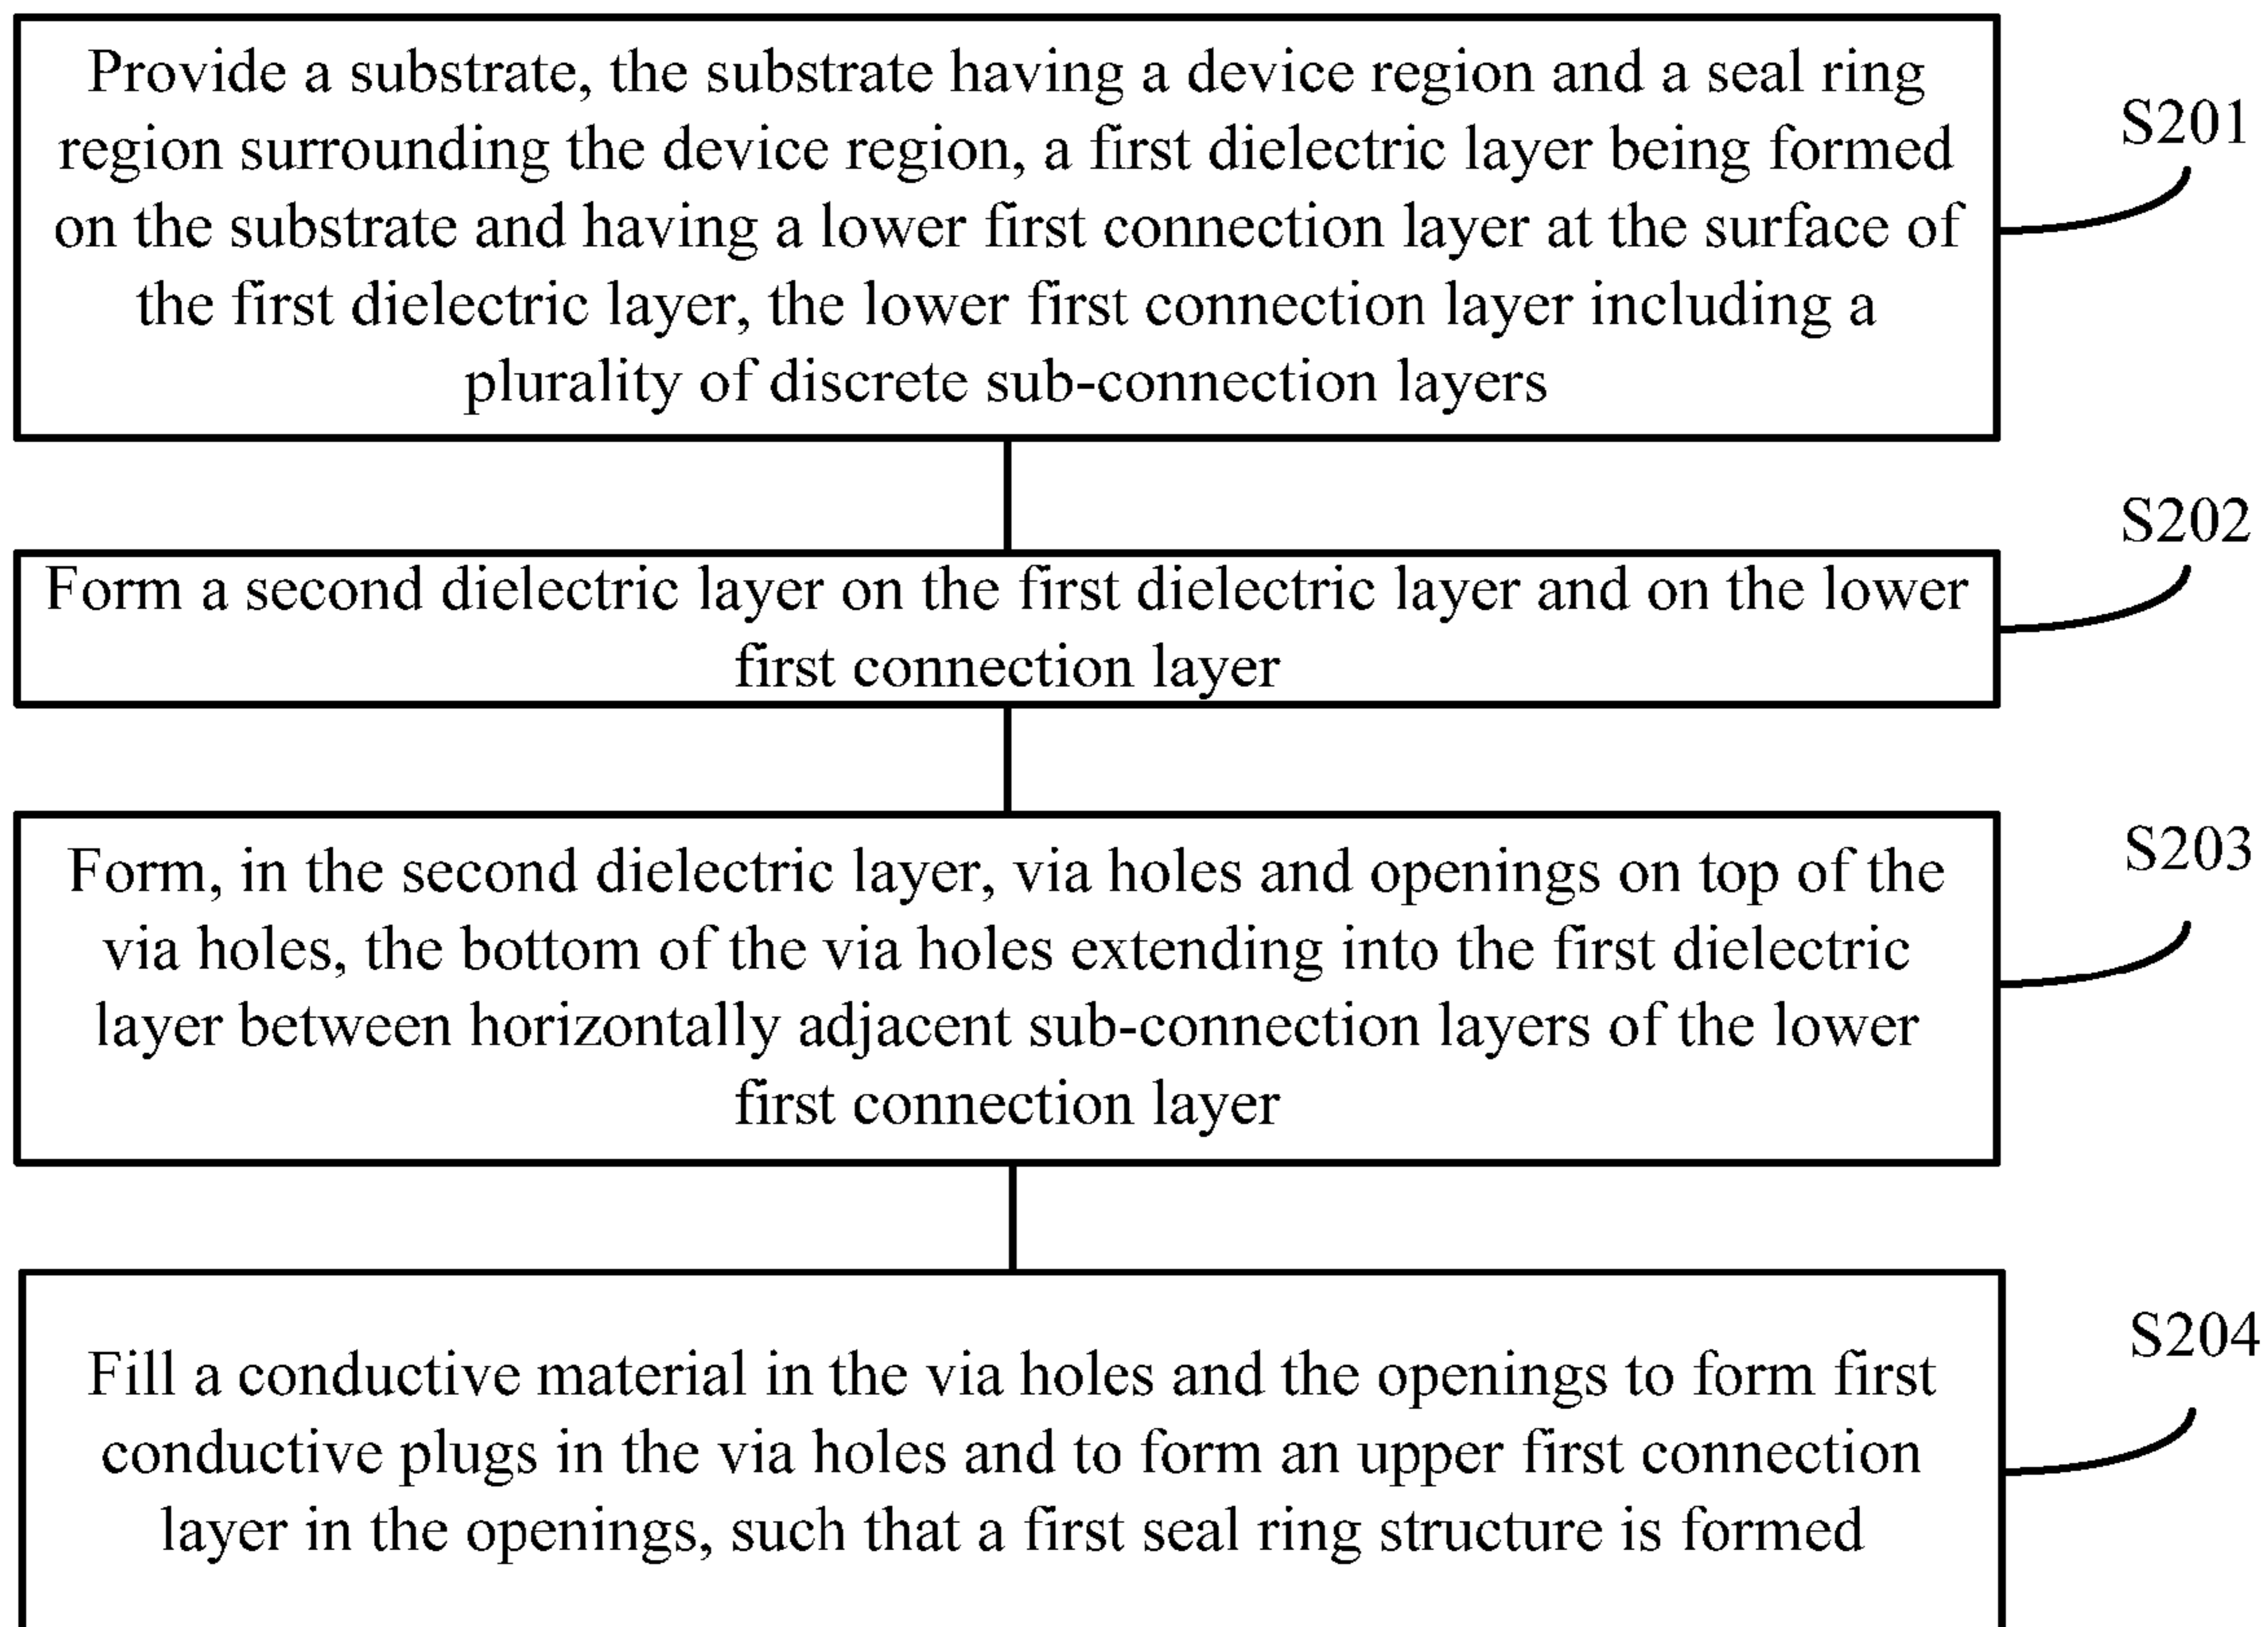 Provide a substrate, the substrate having a device region and a seal ring
region surrounding the device region, a first dielectric layer being formed
on the substrate and having a lower first connection layer at the surface of
the first dielectric layer, the lower first connection layer including a
plurality of discrete sub-connection layers
S201
S202
Form a second dielectric layer on the first dielectric layer and on the lower
first connection layer
S203
Form, in the second dielectric layer, via holes and openings on top of the
via holes, the bottom of the via holes extending into the first dielectric
layer between horizontally adjacent sub-connection layers of the lower
first connection layer
S204
Fill a conductive material in the via holes and the openings to form first
conductive plugs in the via holes and to form an upper first connection
layer in the openings, such that a first seal ring structure is formed